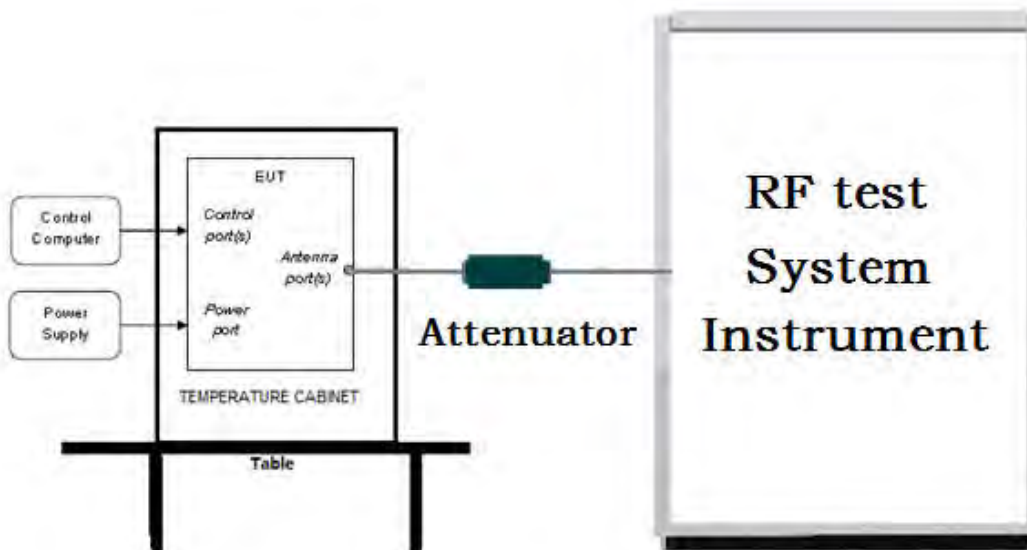 EUT
Control
Computer
Control
port(s)
Antenna
port(s)
Power
Supply
Power
port
TEMPERATURE CABINET
Table
Attenuator
RF test
System
Instrument